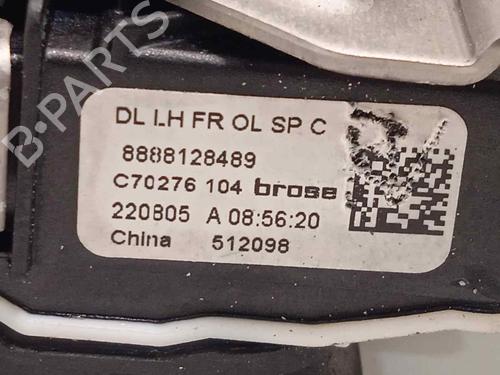 B-PARTS
DL LH FR OL SP C
8888128489
C70276 104 brose
220805 A 08:56:20
China 512098